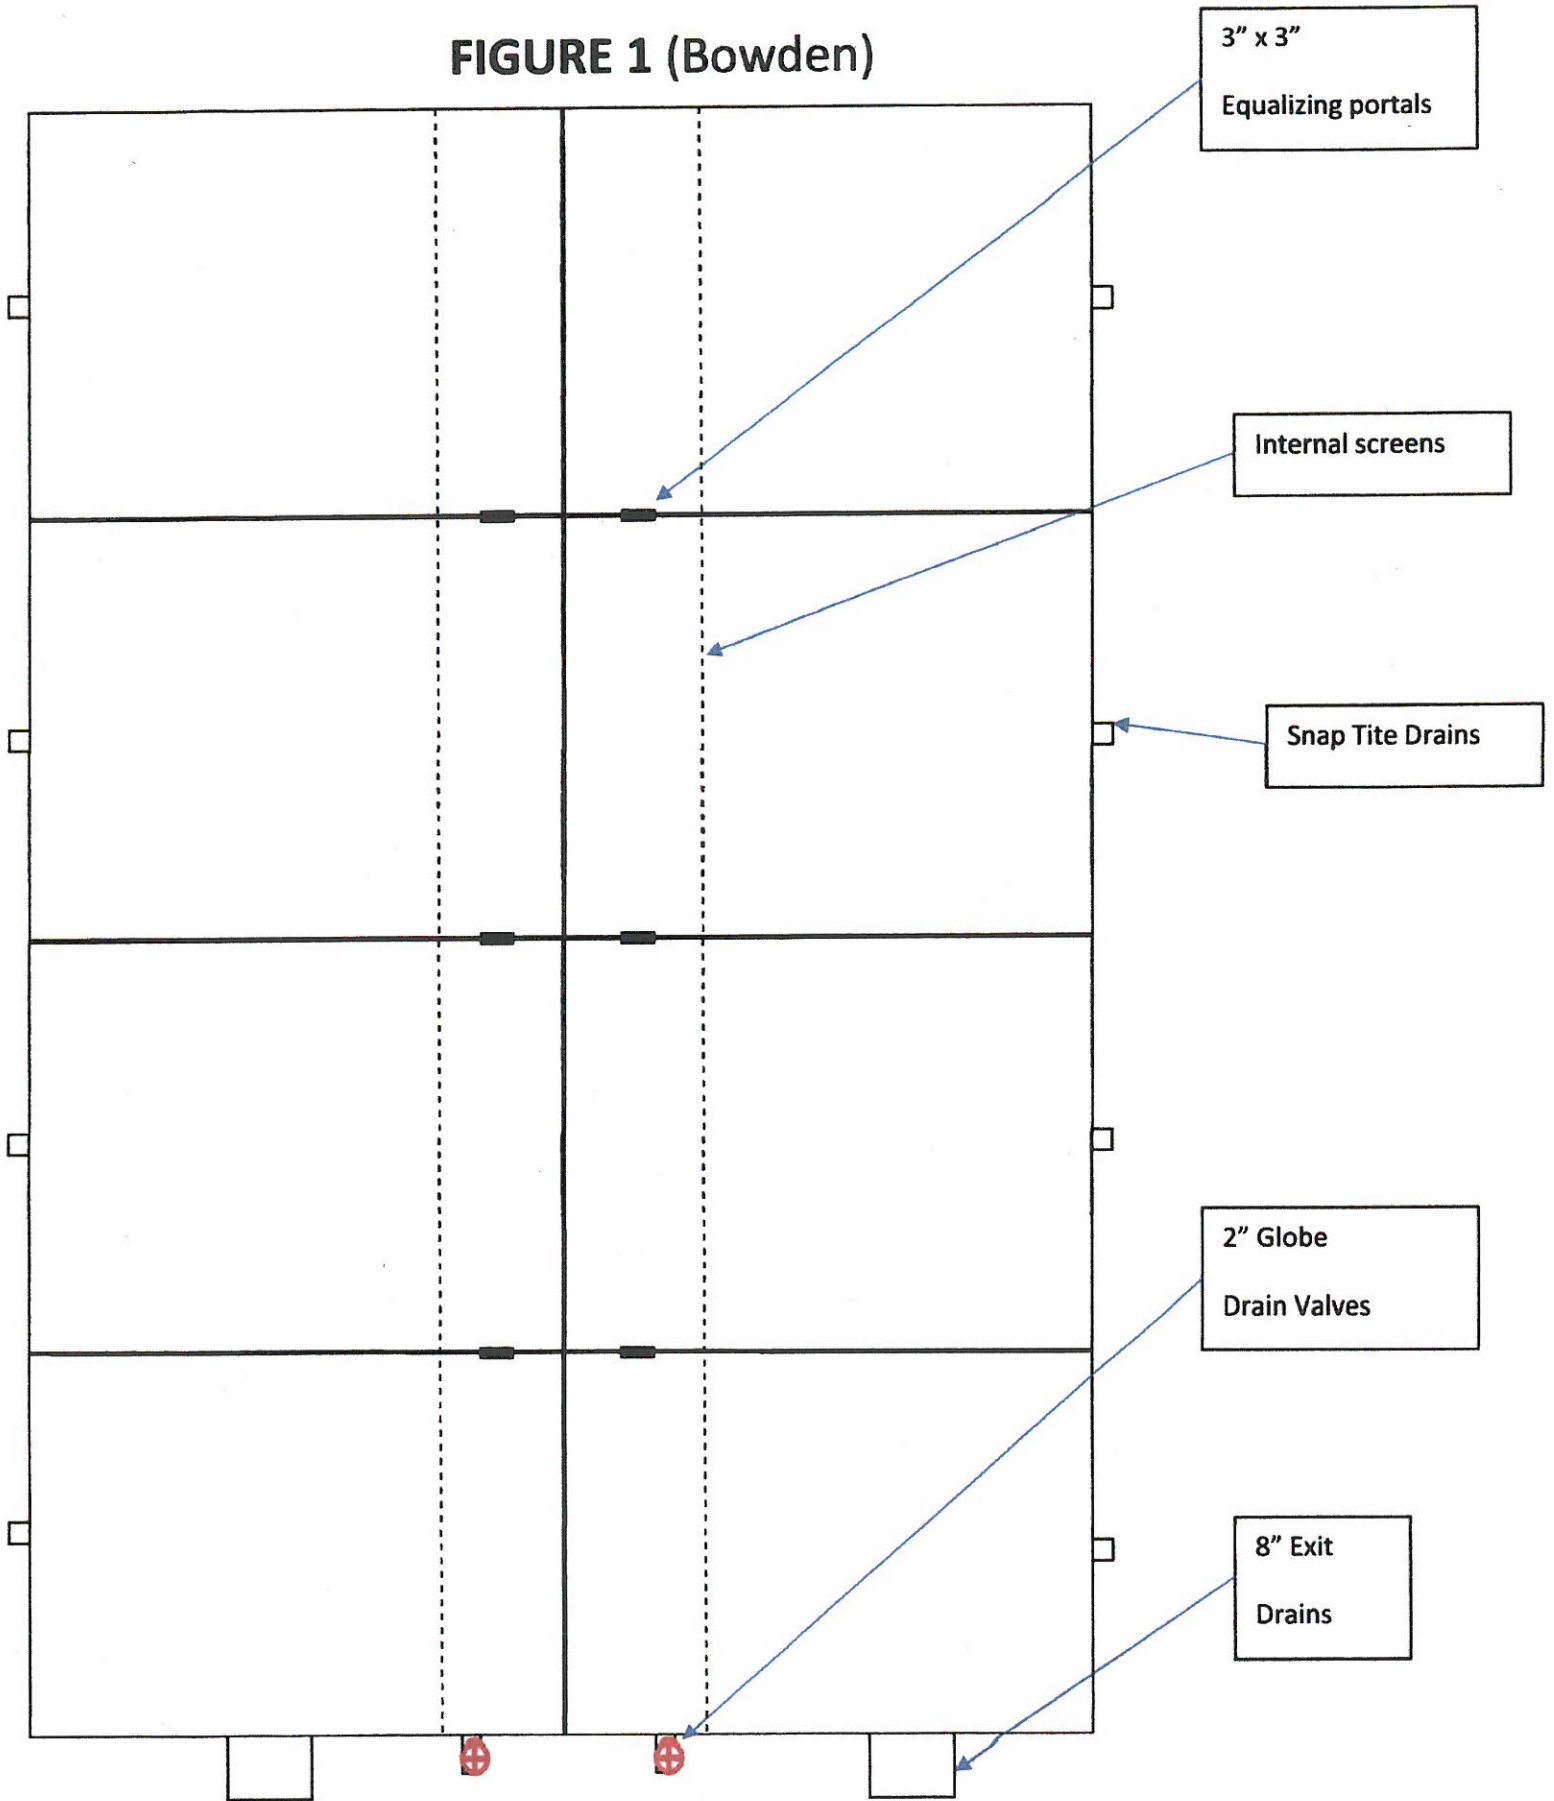 FIGURE 1 (Bowden)
3” x 3”
Equalizing portals
Internal screens
Snap Tite Drains
2” Globe
Drain Valves
8” Exit
Drains